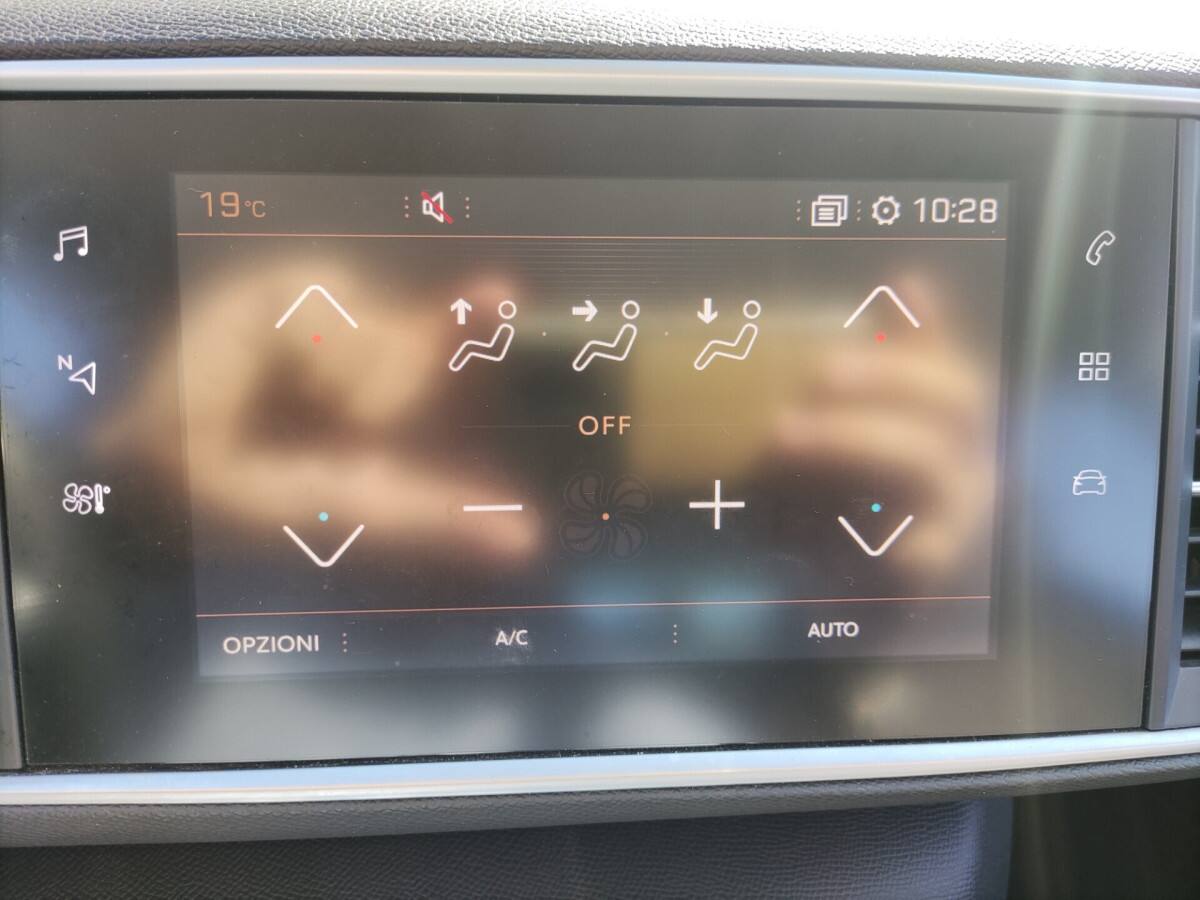 19°C 10:28
N
OFF
OPZIONI A/C AUTO